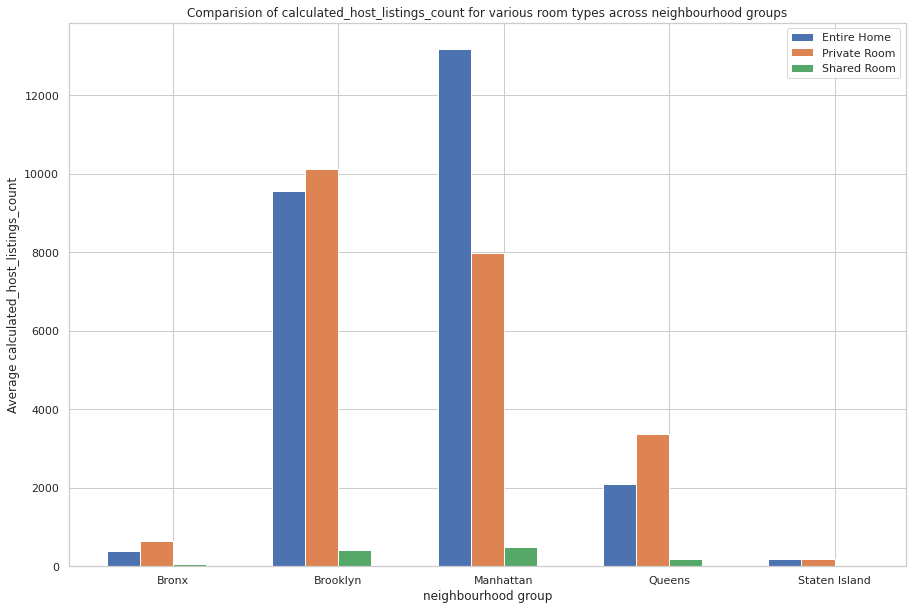 Comparision of calculated_host_listings_count for various room types across neighbourhood groups
Entire Home
Private Room
Shared Room
Average calculated_host_listings_count
12000
10000
8000
6000
4000
2000
0
Bronx
Brooklyn
Manhattan
Queens
Staten Island
neighbourhood group